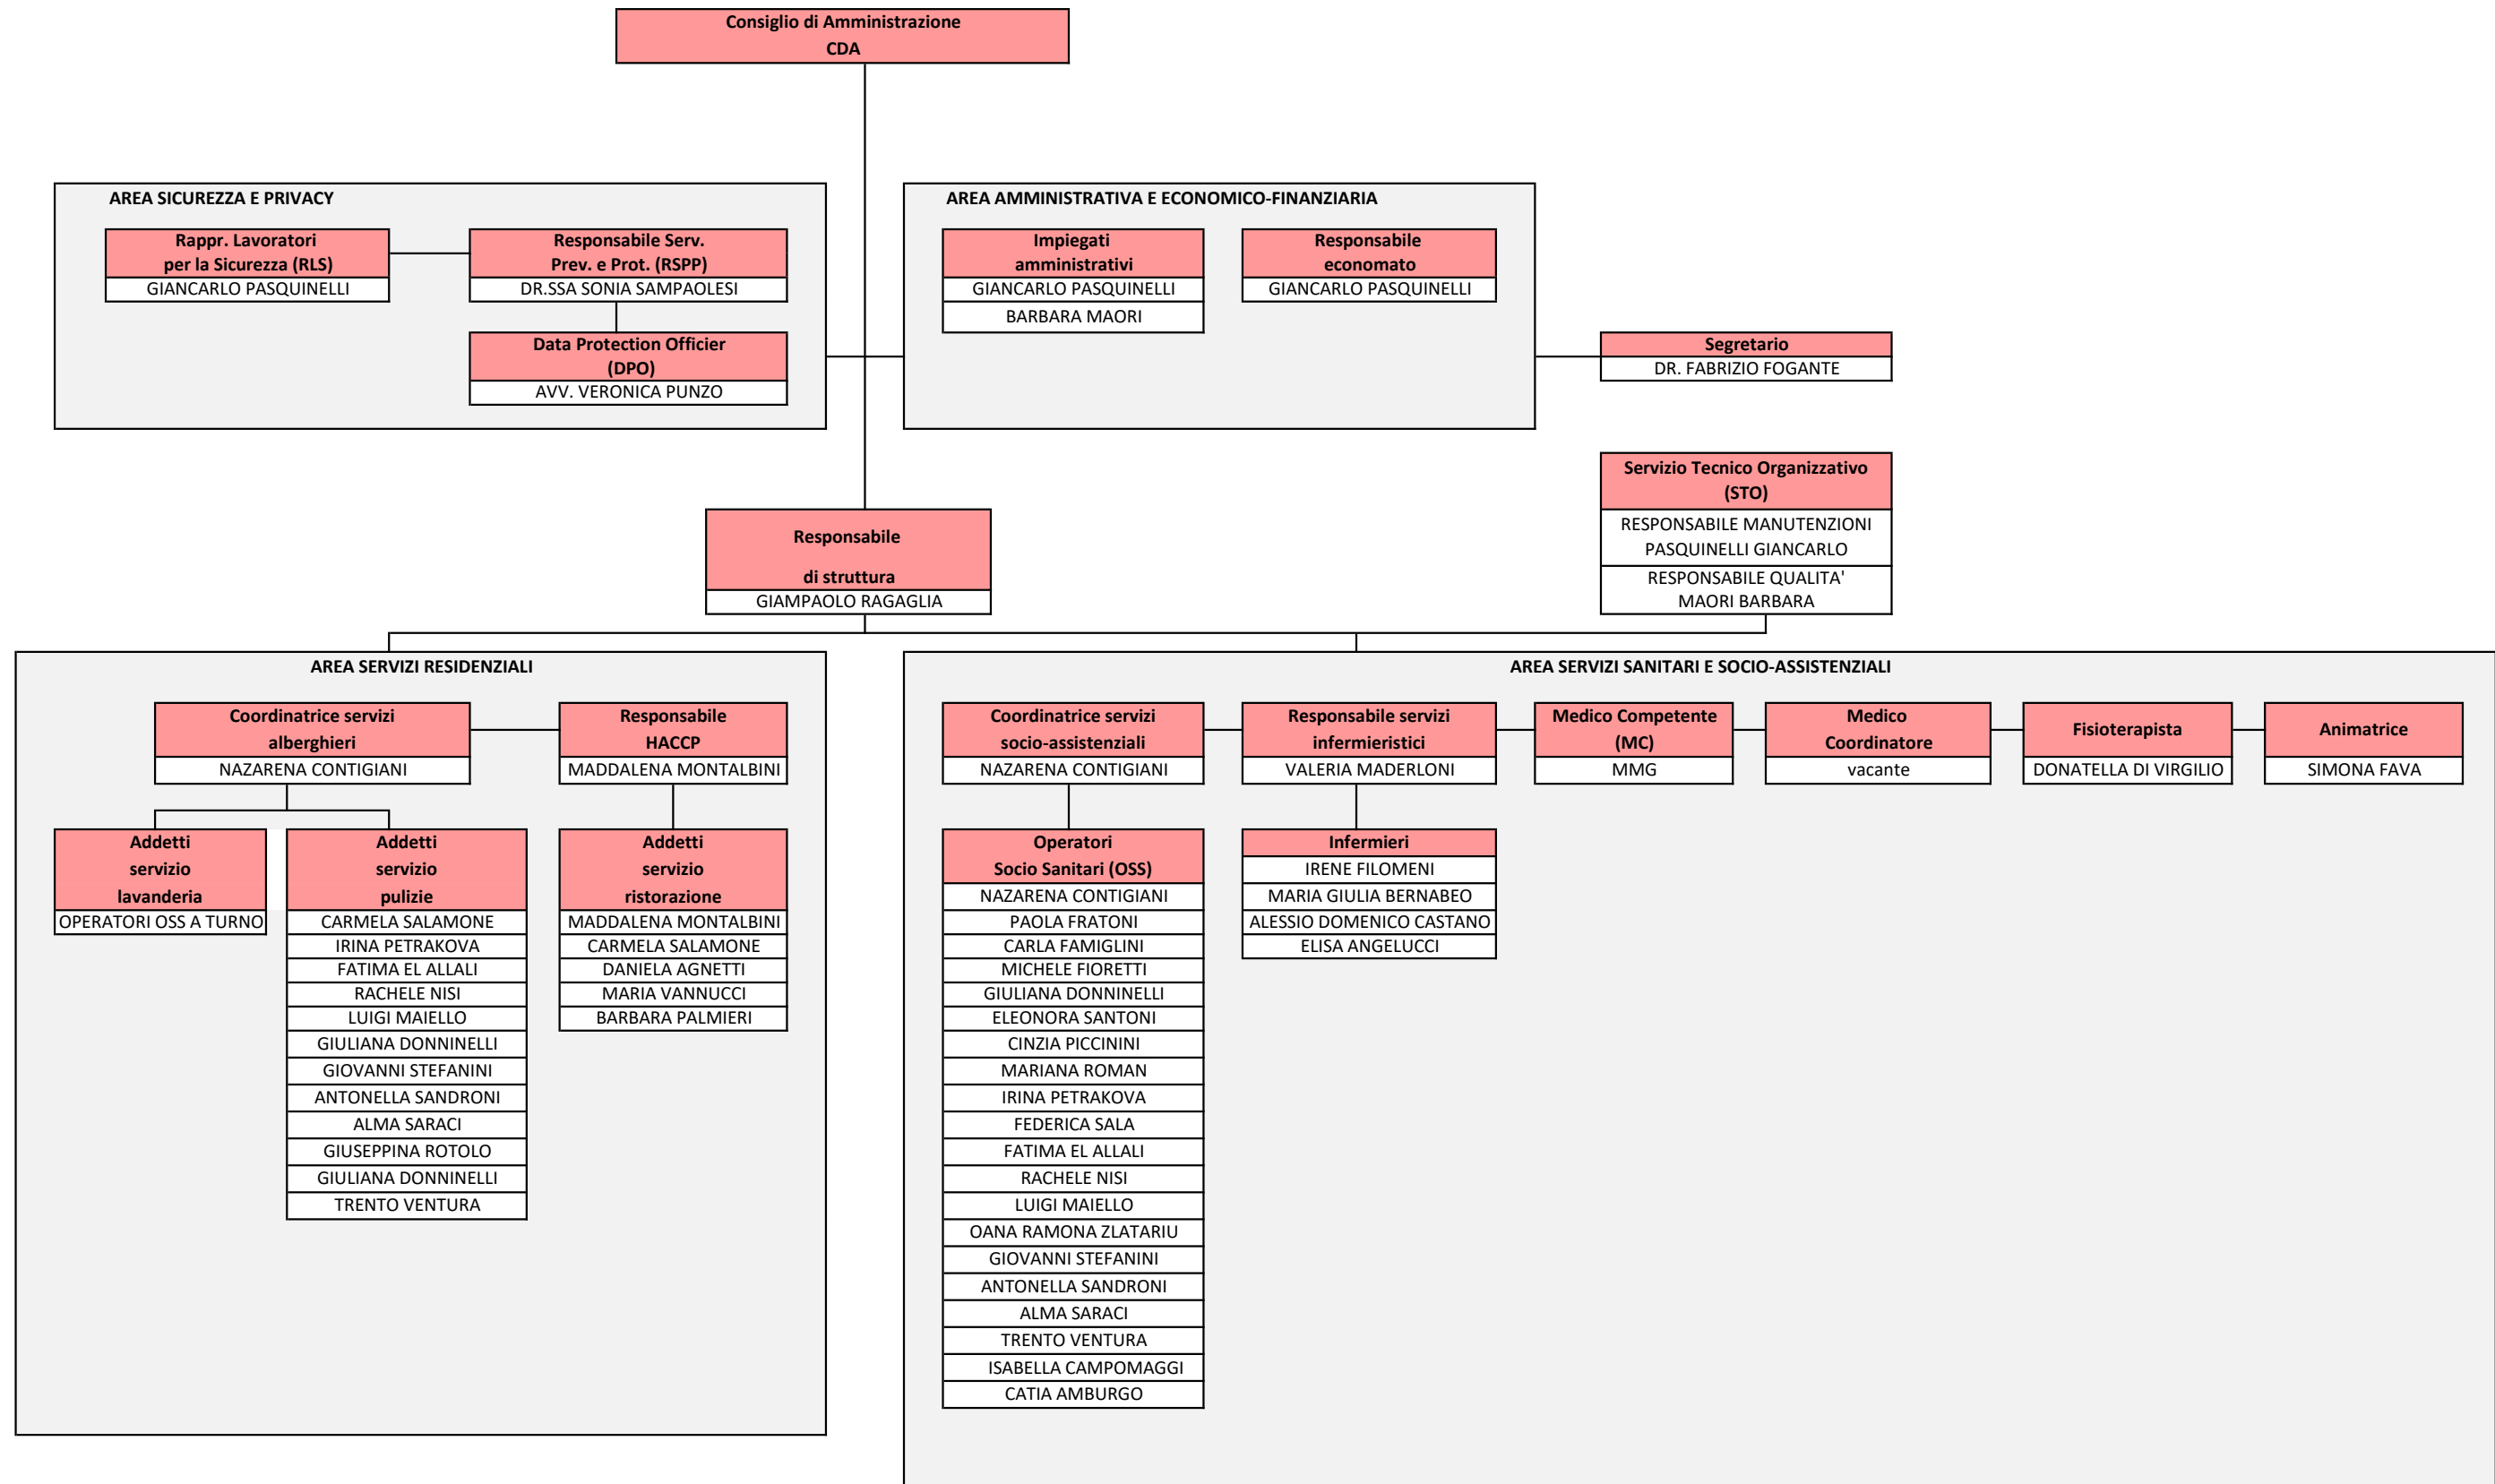 Consiglio di Amministrazione
CDA
AREA SICUREZZA E PRIVACY
Rappr. Lavoratori
per la Sicurezza (RLS)
GIANCARLO PASQUINELLI
Responsabile Serv.
Prev. e Prot. (RSPP)
DR.SSA SONIA SAMPAOLESI
Data Protection Officier
(DPO)
AVV. VERONICA PUNZO
AREA AMMINISTRATIVA E ECONOMICO-FINANZIARIA
Impiegati
amministrativi
GIANCARLO PASQUINELLI
BARBARA MAORI
Responsabile
economato
GIANCARLO PASQUINELLI
Segretario
DR. FABRIZIO FOGANTE
Servizio Tecnico Organizzativo
(STO)
RESPONSABILE MANUTENZIONI
PASQUINELLI GIANCARLO
RESPONSABILE QUALITA'
MAORI BARBARA
Responsabile
di struttura
GIAMPAOLO RAGAGLIA
AREA SERVIZI RESIDENZIALI
Coordinatrice servizi
alberghieri
NAZARENA CONTIGIANI
Responsabile
HACCP
MADDALENA MONTALBINI
Addetti
servizio
lavanderia
OPERATORI OSS A TURNO
Addetti
servizio
pulizie
CARMELA SALAMONE
IRINA PETRAKOVA
FATIMA EL ALLALI
RACHELE NISI
LUIGI MAIELLO
GIULIANA DONNINELLI
GIOVANNI STEFANINI
ANTONELLA SANDRONI
ALMA SARACI
GIUSEPPINA ROTOLO
GIULIANA DONNINELLI
TRENTO VENTURA
Addetti
servizio
ristorazione
MADDALENA MONTALBINI
CARMELA SALAMONE
DANIELA AGNETTI
MARIA VANNUCCI
BARBARA PALMIERI
AREA SERVIZI SANITARI E SOCIO-ASSISTENZIALI
Coordinatrice servizi
socio-assistenziali
NAZARENA CONTIGIANI
Responsabile servizi
infermieristici
VALERIA MADERLONI
Medico Competente
(MC)
MMG
Medico
Coordinatore
vacante
Fisioterapista
DONATELLA DI VIRGILIO
Animatrice
SIMONA FAVA
Operatori
Socio Sanitari (OSS)
NAZARENA CONTIGIANI
PAOLA FRATONI
CARLA FAMIGLINI
MICHELE FIORETTI
GIULIANA DONNINELLI
ELEONORA SANTONI
CINZIA PICCININI
MARIANA ROMAN
IRINA PETRAKOVA
FEDERICA SALA
FATIMA EL ALLALI
RACHELE NISI
LUIGI MAIELLO
OANA RAMONA ZLATARIU
GIOVANNI STEFANINI
ANTONELLA SANDRONI
ALMA SARACI
TRENTO VENTURA
ISABELLA CAMPOMAGGI
CATIA AMBURGO
Infermieri
IRENE FILOMENI
MARIA GIULIA BERNABEO
ALESSIO DOMENICO CASTANO
ELISA ANGELUCCI